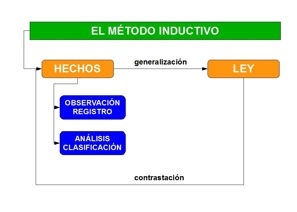 EL MÉTODO INDUCTIVO
HECHOS
generalización
LEY
OBSERVACIÓN
REGISTRO
ANÁLISIS
CLASIFICACIÓN
contrastación